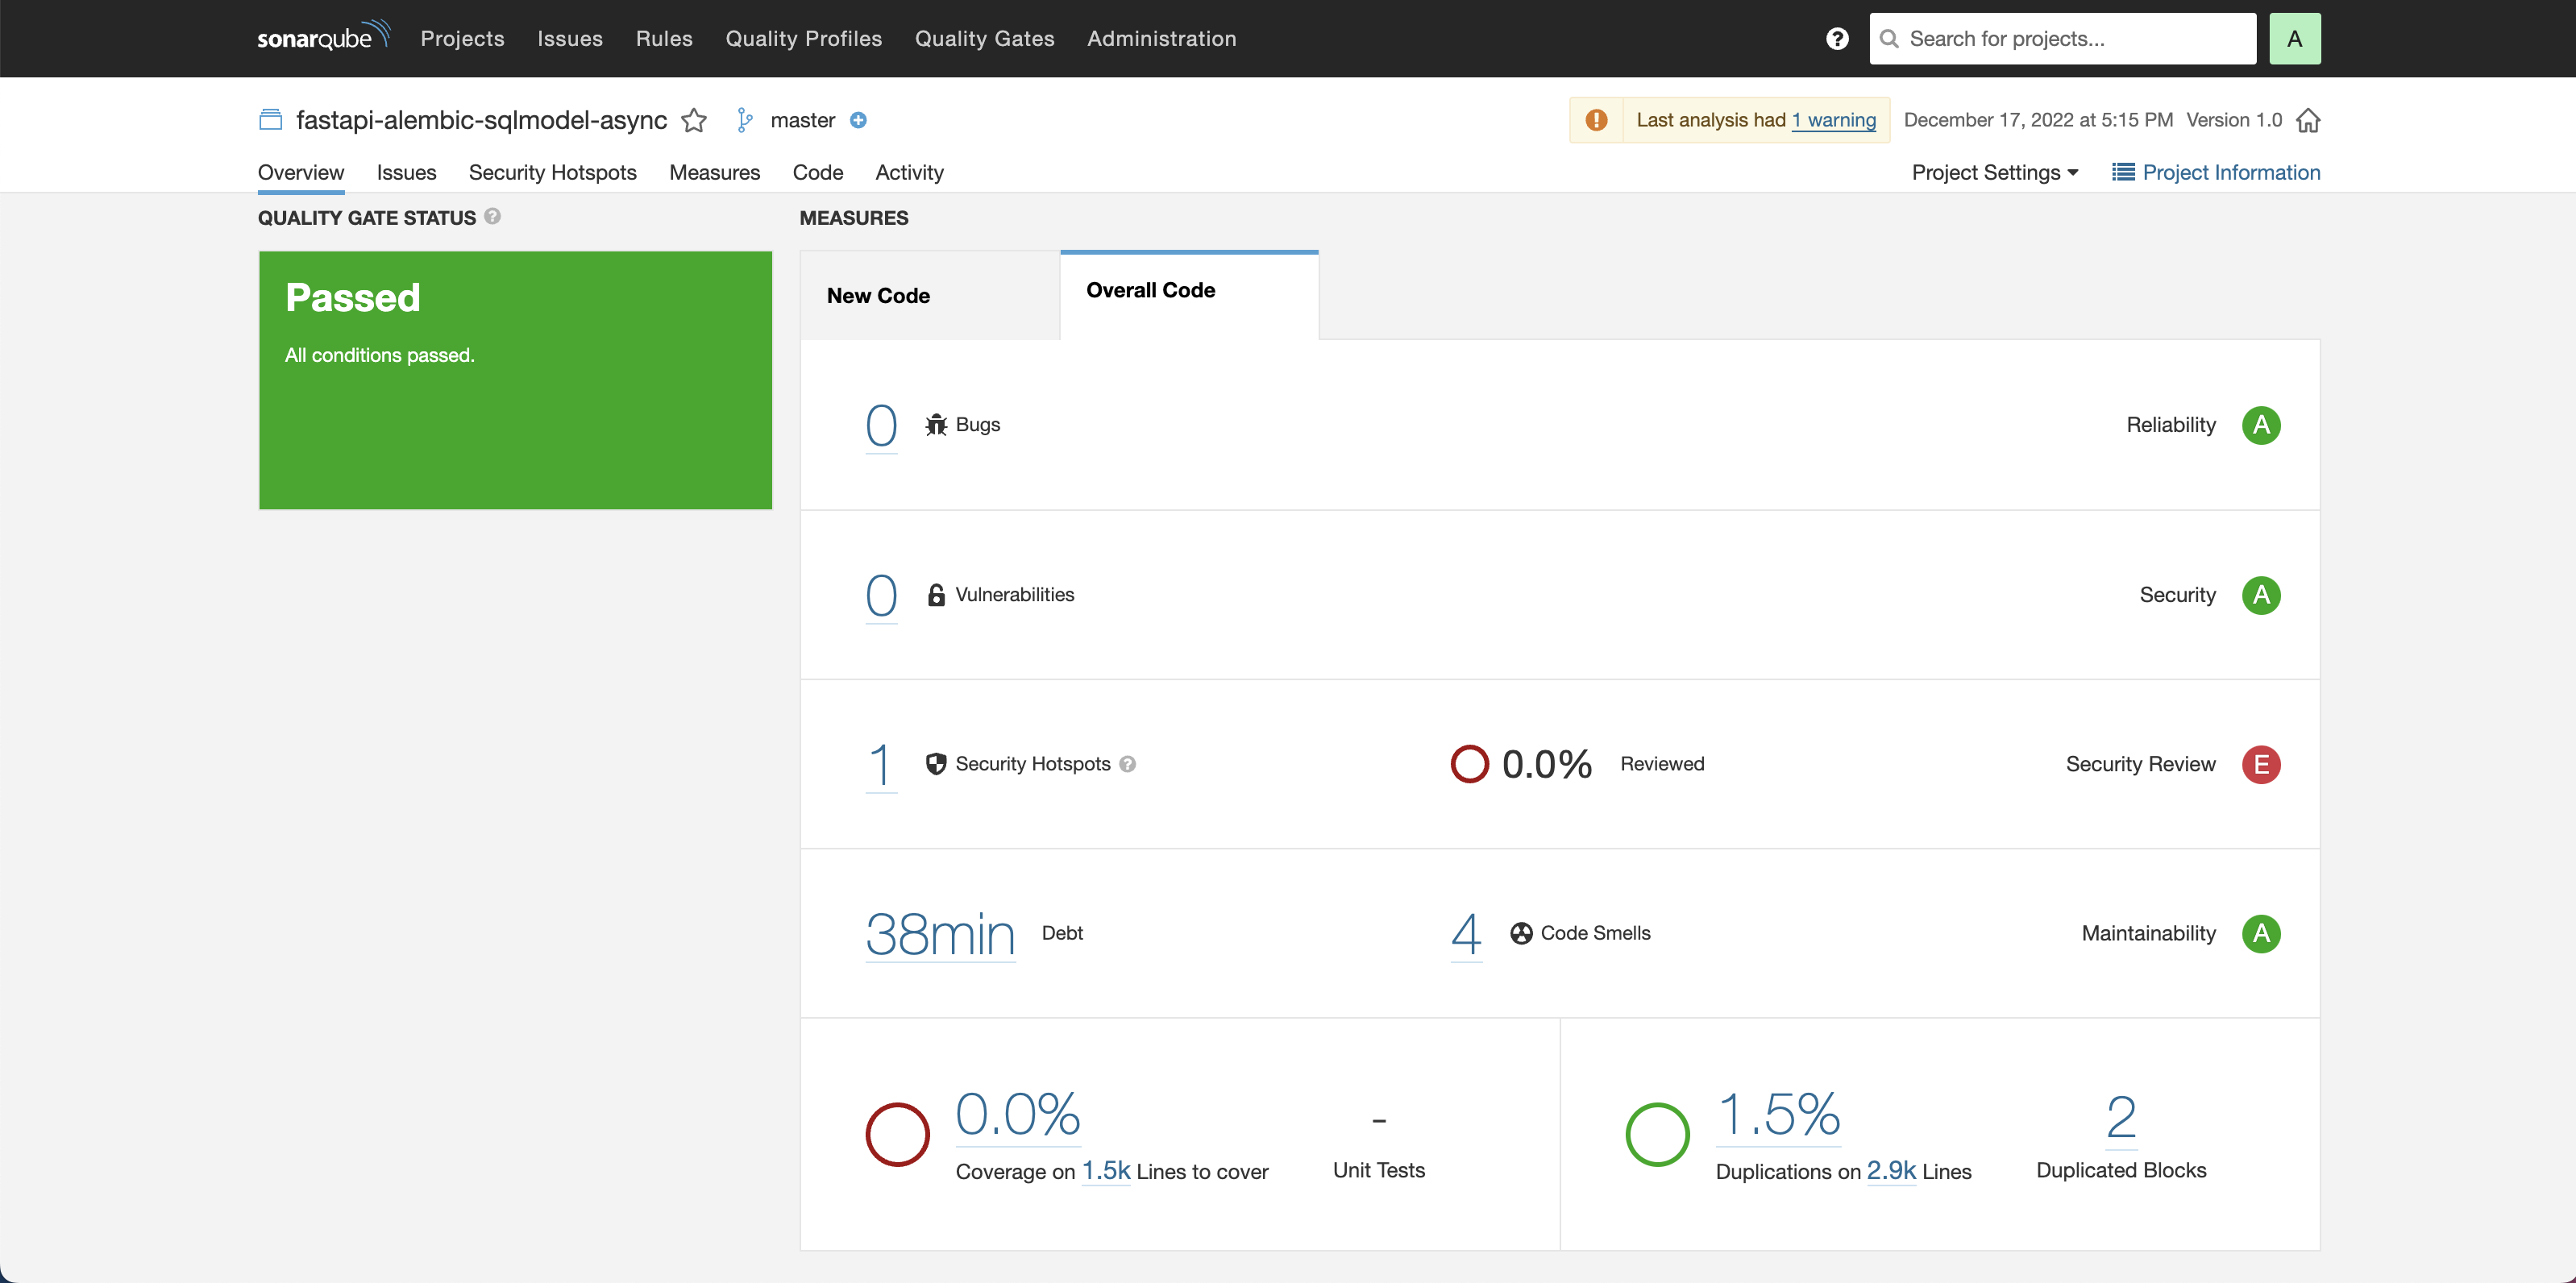 sonarqube Projects Issues Rules Quality Profiles Quality Gates Administration ? Search for projects... A
fastapi-alembic-sqlmodel-async master Last analysis had 1 warning December 17, 2022 at 5:15 PM Version 1.0
Overview Issues Security Hotspots Measures Code Activity Project Settings Project Information
QUALITY GATE STATUS ?
Passed
All conditions passed.
MEASURES
New Code Overall Code
0 Bugs Reliability A
0 Vulnerabilities Security A
1 Security Hotspots ? 0.0% Reviewed Security Review E
38min Debt 4 Code Smells Maintainability A
0.0%
Coverage on 1.5k Lines to cover
–
Unit Tests
1.5%
Duplications on 2.9k Lines
2
Duplicated Blocks